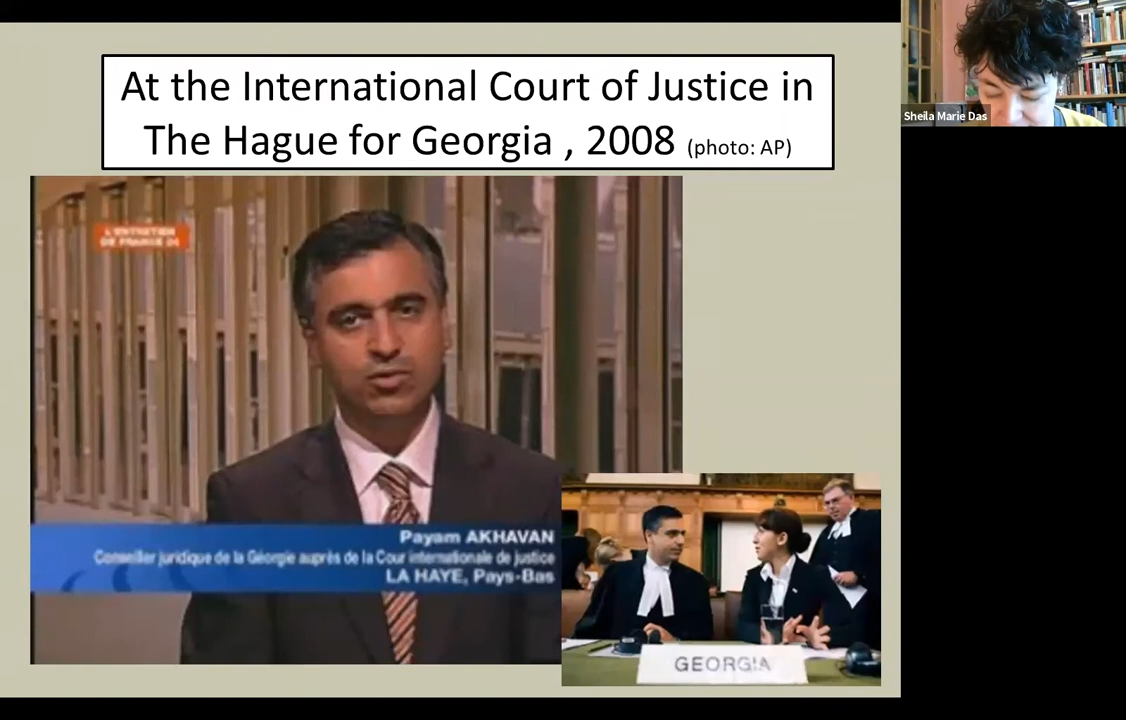 At the International Court of Justice in
The Hague for Georgia , 2008 (photo: AP)
Sheila Marie Das
L'ENTRETIEN
DE FRANCE 24
Payam AKHAVAN
Conseiller juridique de la Géorgie auprès de la Cour internationale de justice
LA HAYE, Pays-Bas
GEORGIA